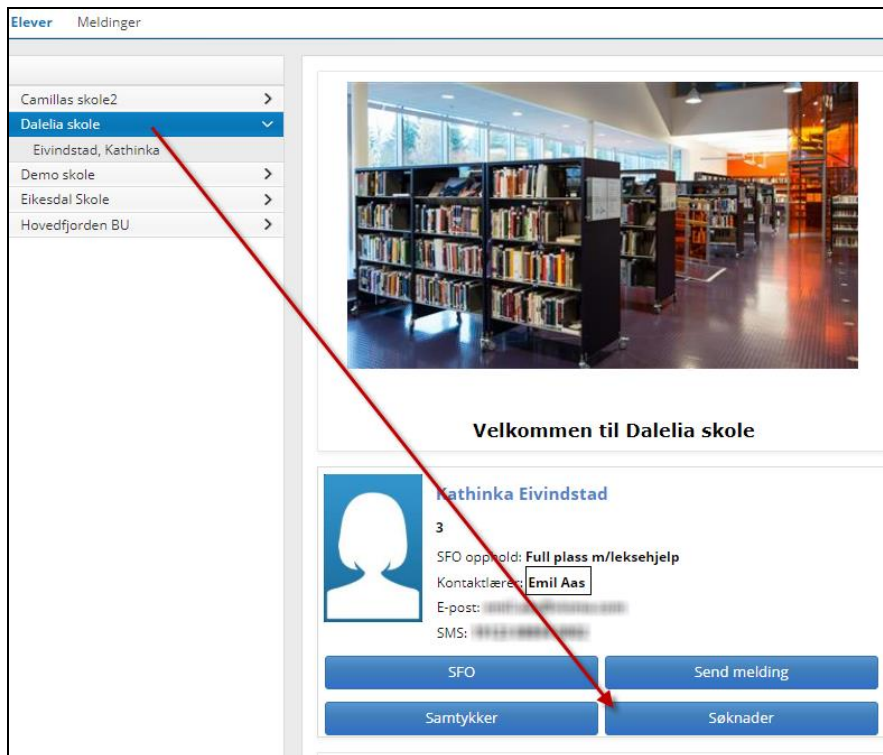 Elever Meldinger
Camillas skole2
Dalelia skole
Eivindstad, Kathinka
Demo skole
Eikesdal Skole
Hovedfjorden BU
Velkommen til Dalelia skole
Kathinka Eivindstad
3
SFO opphold: Full plass m/leksehjelp
Kontaktlærer: Emil Aas
E-post:
SMS:
SFO Send melding
Samtykker Søknader